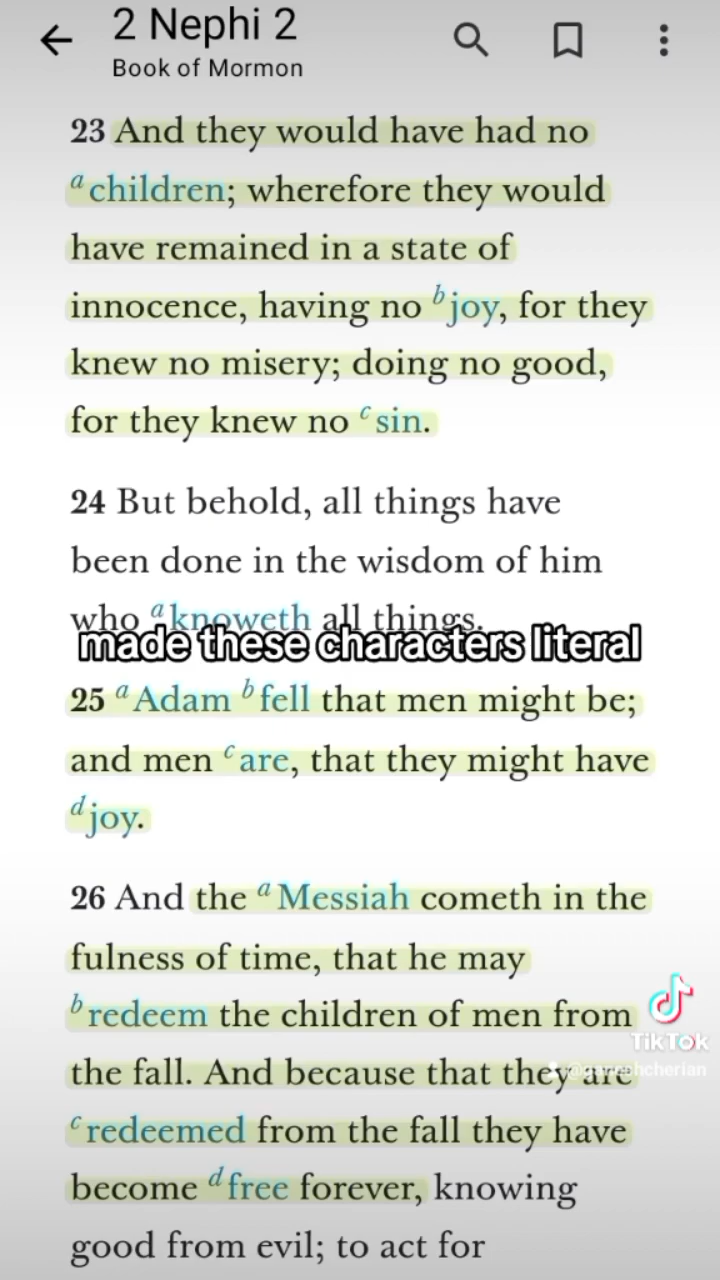 2 Nephi 2
Book of Mormon
23 And they would have had no
a children; wherefore they would
have remained in a state of
innocence, having no b joy, for they
knew no misery; doing no good,
for they knew no c sin.
24 But behold, all things have
been done in the wisdom of him
who a knoweth all things.
made these characters literal
25 a Adam b fell that men might be;
and men c are, that they might have
d joy.
26 And the a Messiah cometh in the
fulness of time, that he may
b redeem the children of men from
TikTok
the fall. And because that they are
c redeemed from the fall they have
become d free forever, knowing
good from evil; to act for